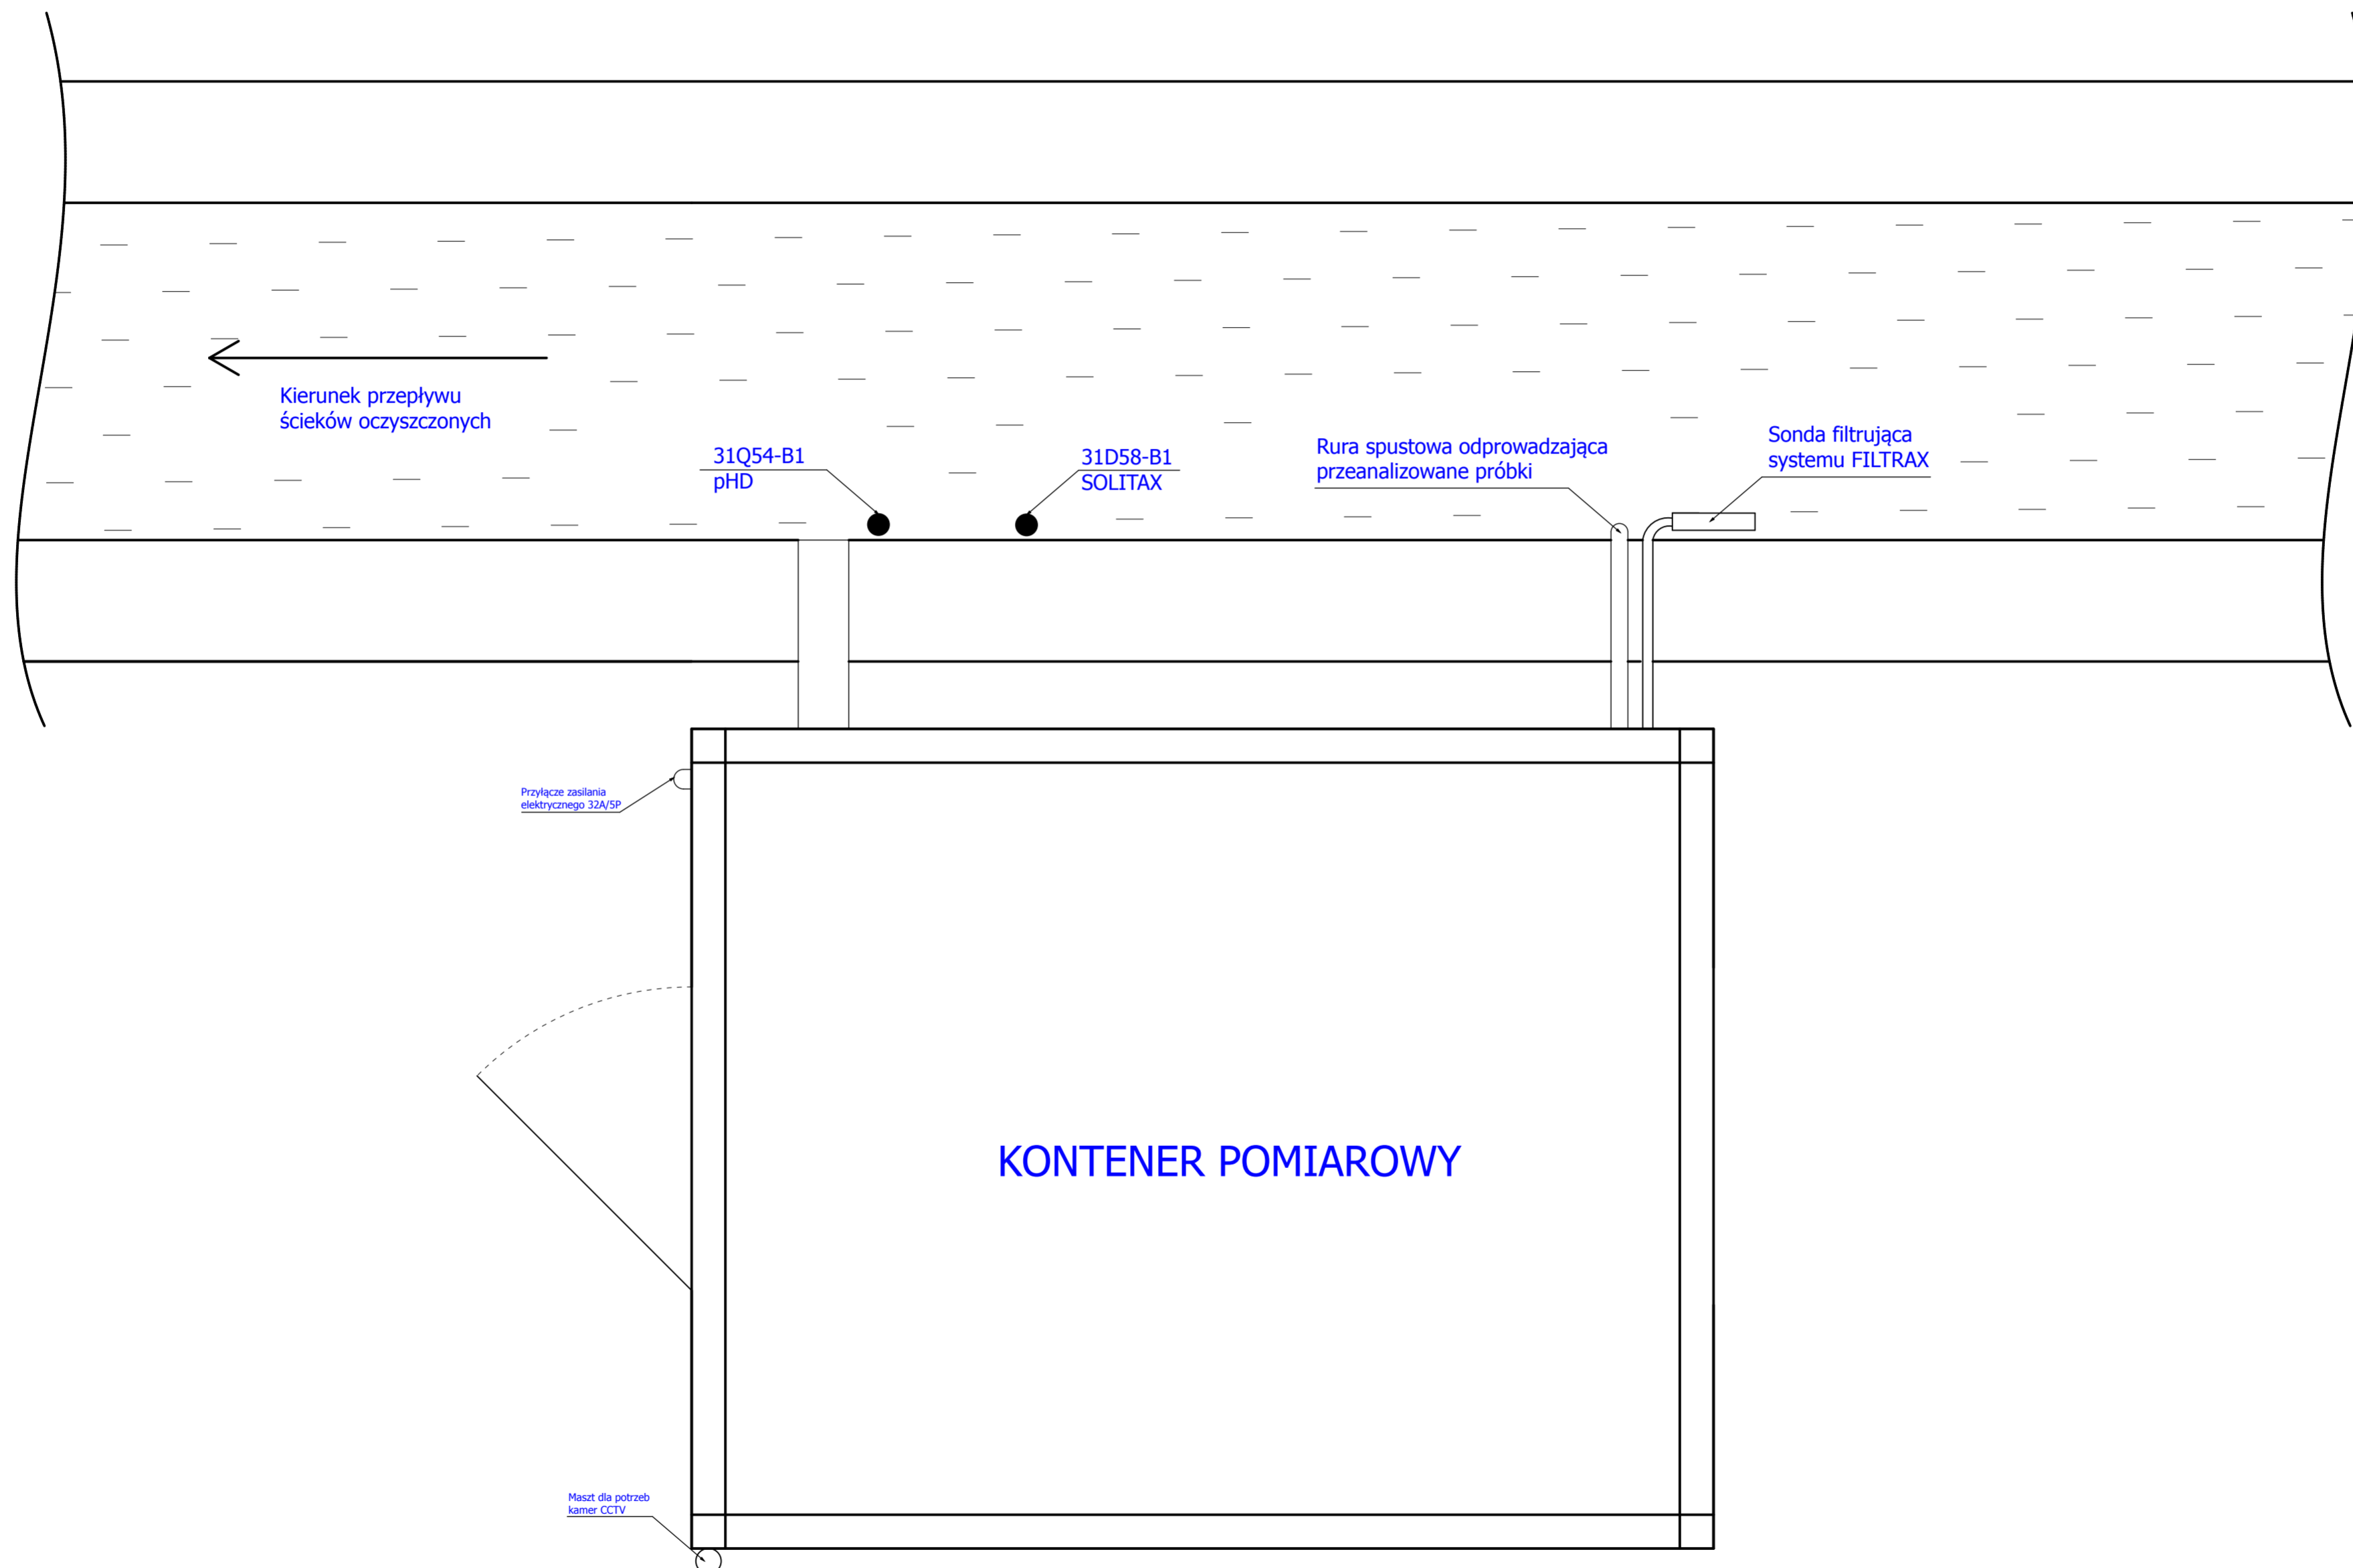 Kierunek przepływu
ścieków oczyszczonych
31Q54-B1
pHD
31D58-B1
SOLITAX
Rura spustowa odprowadzająca
przeanalizowane próbki
Sonda filtrująca
systemu FILTRAX
Przyłącze zasilania
elektrycznego 32A/5P
KONTENER POMIAROWY
Maszt dla potrzeb
kamer CCTV